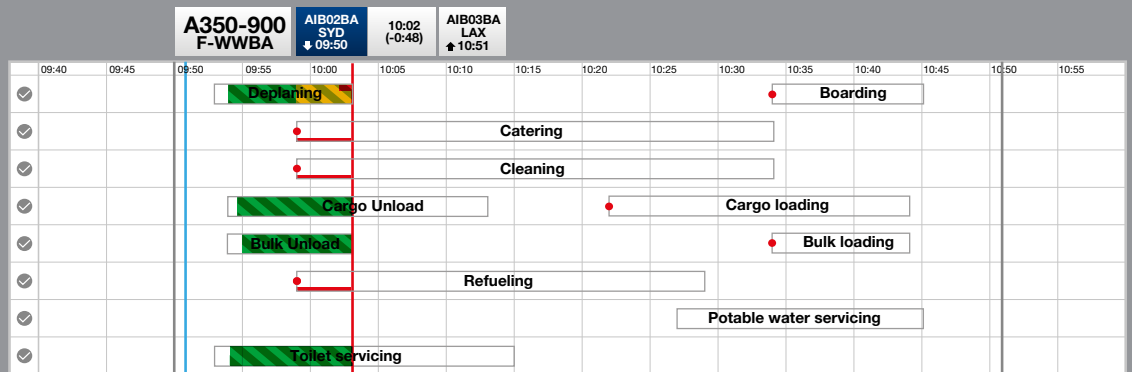 A350-900
F-WWBA
AIB02BA
SYD
09:50
10:02
(-0:48)
AIB03BA
LAX
10:51
09:40 09:45 09:50 09:55 10:00 10:05 10:10 10:15 10:20 10:25 10:30 10:35 10:40 10:45 10:50 10:55
Deplaning Boarding
Catering
Cleaning
Cargo Unload Cargo loading
Bulk Unload Bulk loading
Refueling
Potable water servicing
Toilet servicing